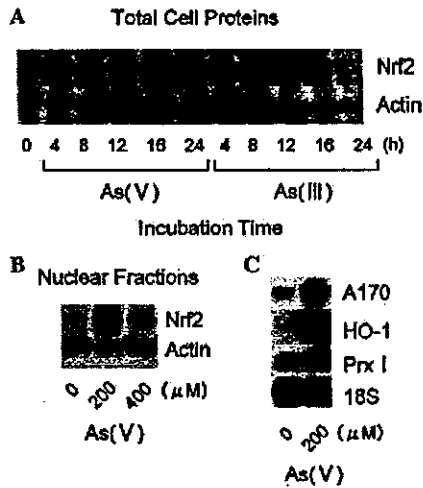 A Total Cell Proteins
Nrf2
Actin
0 4 8 12 16 24 4 8 12 16 24 (h)
As(V) As(III)
Incubation Time
B Nuclear Fractions
Nrf2
Actin
0 200 400 (μM)
As(V)
C
A170
HO-1
Prx I
18S
0 200 (μM)
As(V)